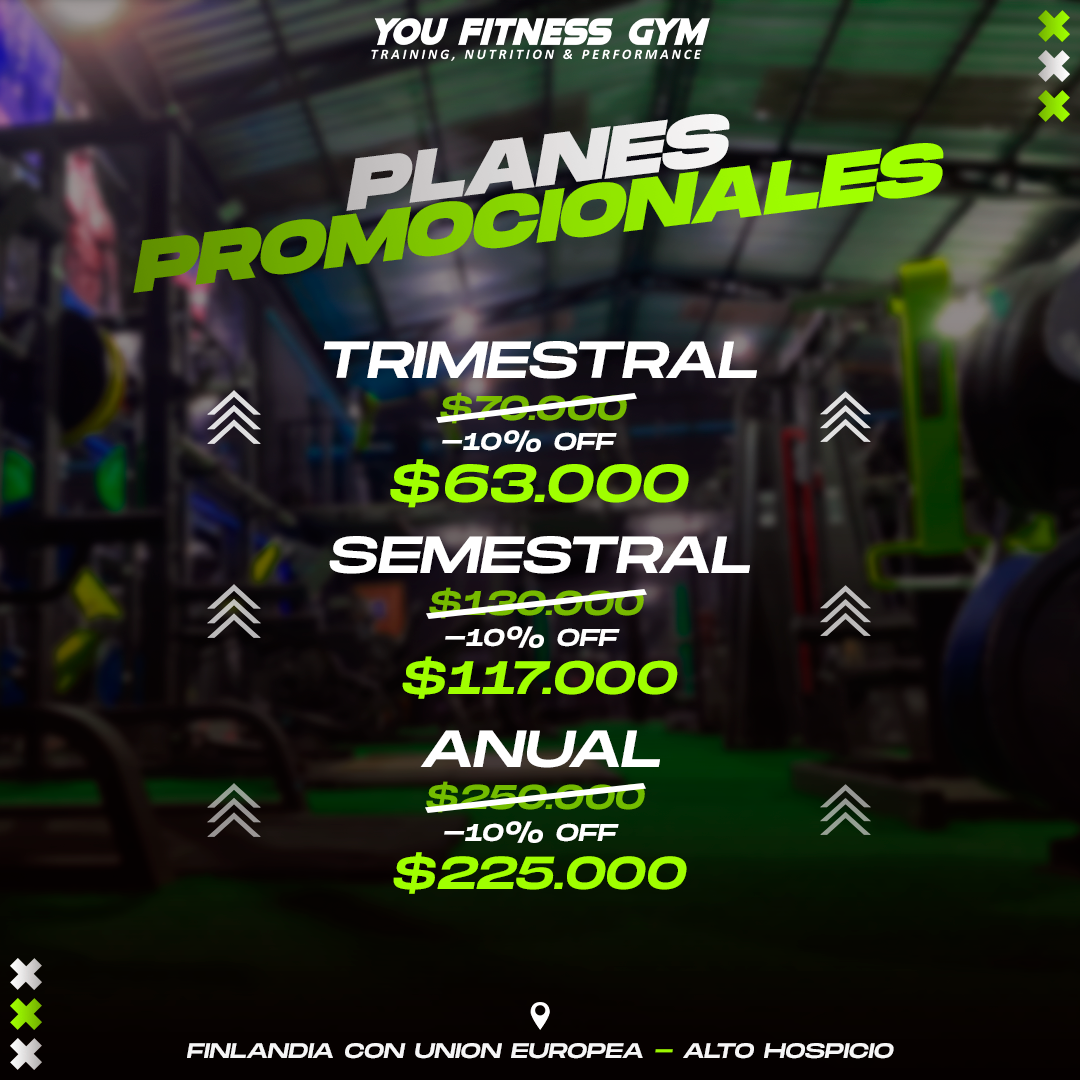 YOU FITNESS GYM
TRAINING, NUTRITION & PERFORMANCE
PLANES
PROMOCIONALES
TRIMESTRAL
$70.000
-10% OFF
$63.000
SEMESTRAL
$130.000
-10% OFF
$117.000
ANUAL
$250.000
-10% OFF
$225.000
FINLANDIA CON UNION EUROPEA - ALTO HOSPICIO